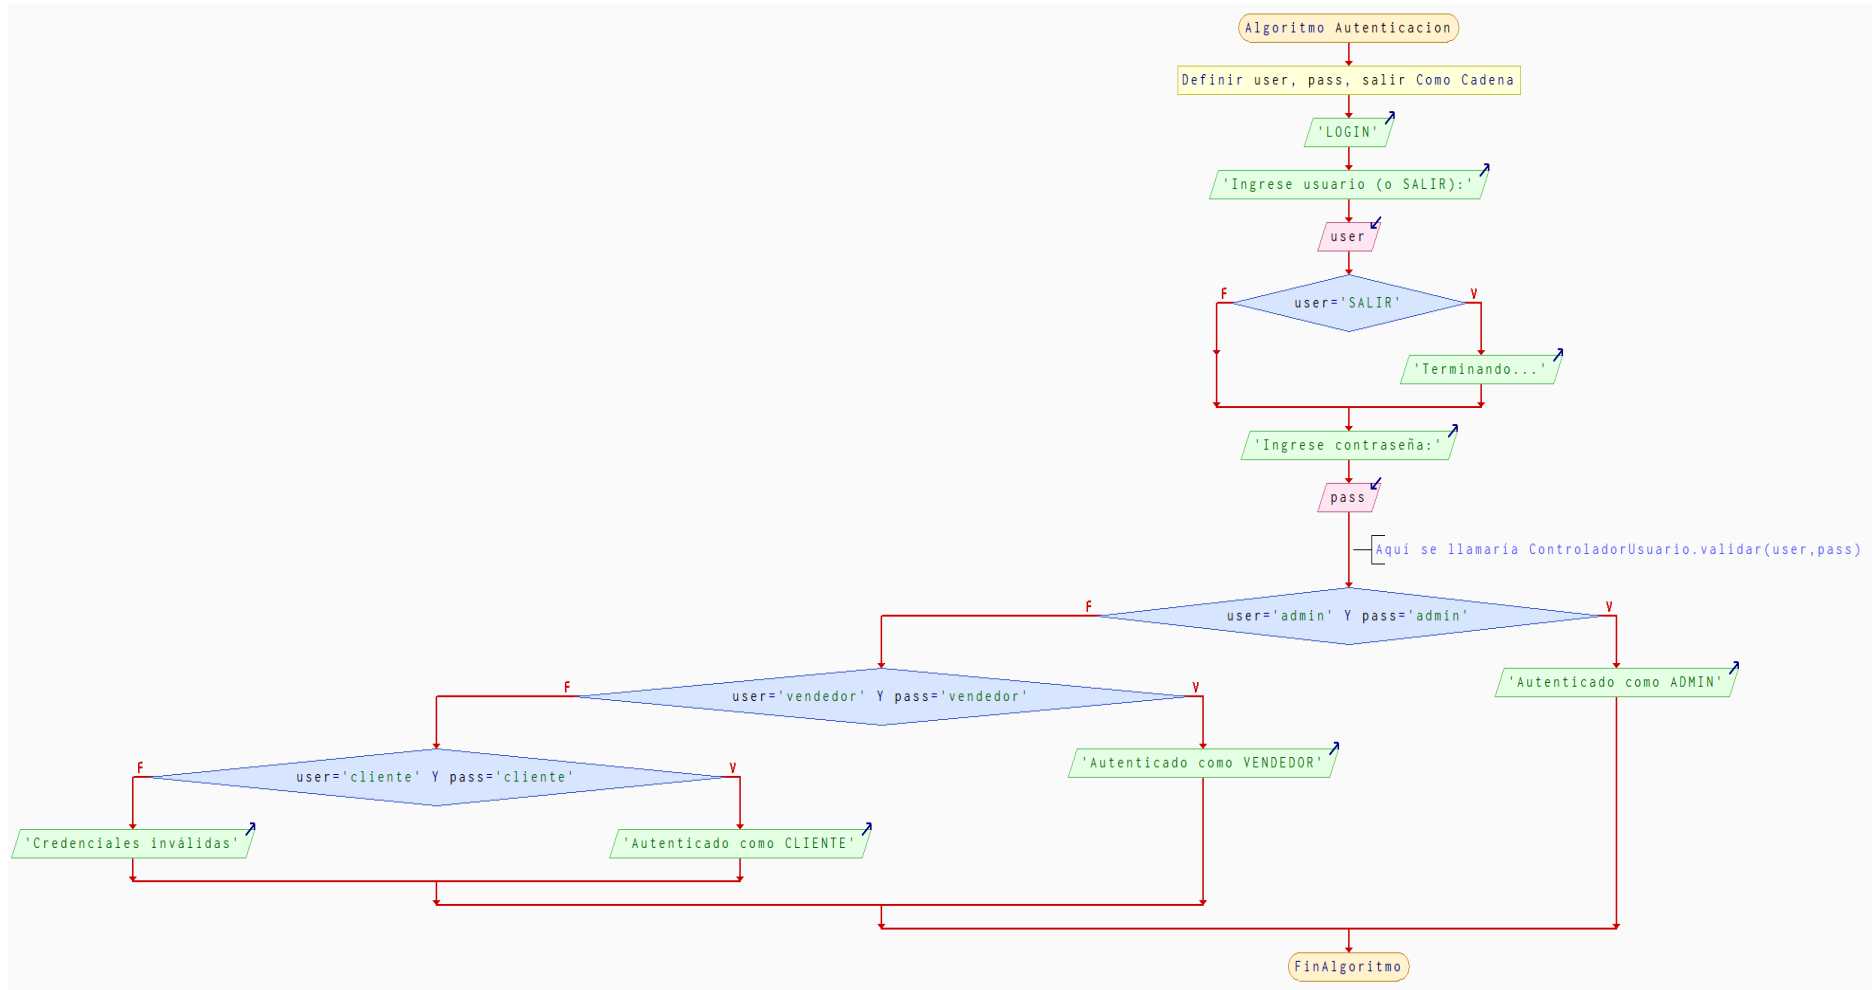 Algoritmo Autenticacion
Definir user, pass, salir Como Cadena
'LOGIN'
'Ingrese usuario (o SALIR):'
user
user='SALIR'
F
V
'Terminando...'
'Ingrese contraseña:'
pass
Aquí se llamaría ControladorUsuario.validar(user,pass)
user='admin' Y pass='admin'
F
V
'Autenticado como ADMIN'
user='vendedor' Y pass='vendedor'
F
V
'Autenticado como VENDEDOR'
user='cliente' Y pass='cliente'
F
V
'Credenciales inválidas'
'Autenticado como CLIENTE'
FinAlgoritmo